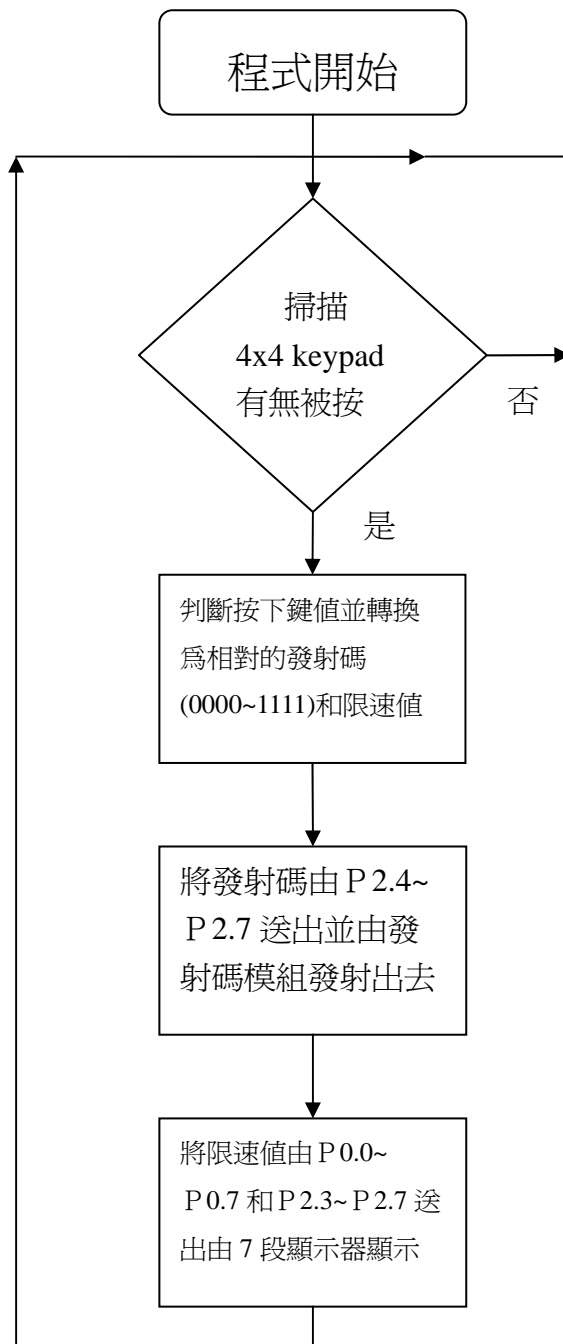 程式開始
掃描
4x4 keypad
有無被按
否
是
判斷按下鍵值並轉換
為相對的發射碼
(0000~1111)和限速值
將發射碼由Ｐ2.4~
Ｐ2.7 送出並由發
射碼模組發射出去
將限速值由Ｐ0.0~
Ｐ0.7 和Ｐ2.3~Ｐ2.7 送
出由 7 段顯示器顯示